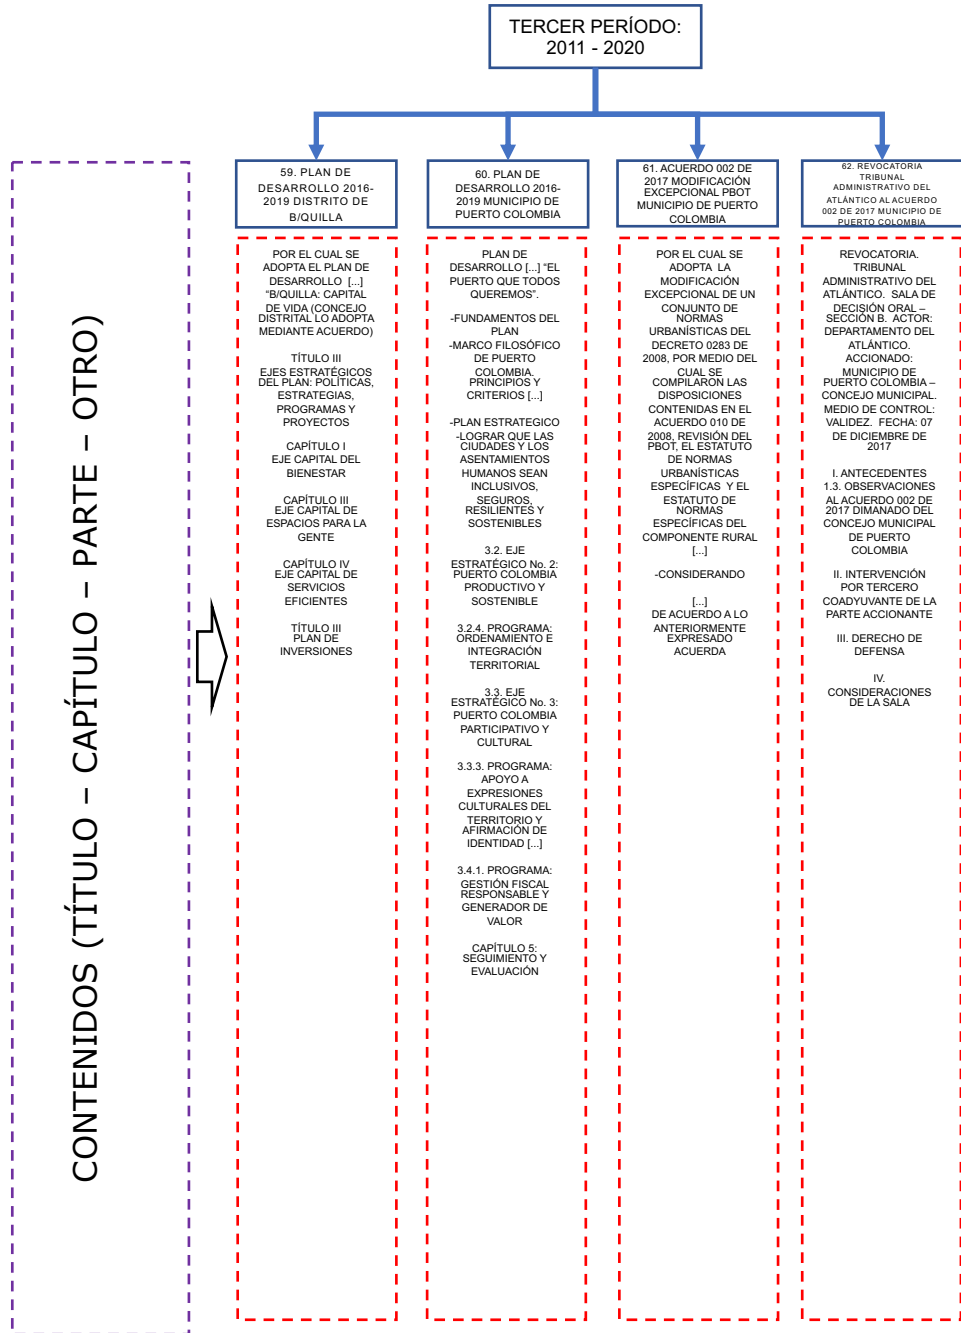 TERCER PERÍODO:
2011 - 2020
CONTENIDOS (TÍTULO – CAPÍTULO – PARTE – OTRO)
59. PLAN DE
DESARROLLO 2016-
2019 DISTRITO DE
B/QUILLA
POR EL CUAL SE
ADOPTA EL PLAN DE
DESARROLLO [...]
“B/QUILLA: CAPITAL
DE VIDA (CONCEJO
DISTRITAL LO ADOPTA
MEDIANTE ACUERDO)
TÍTULO III
EJES ESTRATÉGICOS
DEL PLAN: POLÍTICAS,
ESTRATEGIAS,
PROGRAMAS Y
PROYECTOS
CAPÍTULO I
EJE CAPITAL DEL
BIENESTAR
CAPÍTULO III
EJE CAPITAL DE
ESPACIOS PARA LA
GENTE
CAPÍTULO IV
EJE CAPITAL DE
SERVICIOS
EFICIENTES
TÍTULO III
PLAN DE
INVERSIONES
60. PLAN DE
DESARROLLO 2016-
2019 MUNICIPIO DE
PUERTO COLOMBIA
PLAN DE
DESARROLLO [...] “EL
PUERTO QUE TODOS
QUEREMOS”.
-FUNDAMENTOS DEL
PLAN
-MARCO FILOSÓFICO
DE PUERTO
COLOMBIA.
PRINCIPIOS Y
CRITERIOS [...]
-PLAN ESTRATEGICO
-LOGRAR QUE LAS
CIUDADES Y LOS
ASENTAMIENTOS
HUMANOS SEAN
INCLUSIVOS,
SEGUROS,
RESILIENTES Y
SOSTENIBLES
3.2. EJE
ESTRATÉGICO No. 2:
PUERTO COLOMBIA
PRODUCTIVO Y
SOSTENIBLE
3.2.4. PROGRAMA:
ORDENAMIENTO E
INTEGRACIÓN
TERRITORIAL
3.3. EJE
ESTRATÉGICO No. 3:
PUERTO COLOMBIA
PARTICIPATIVO Y
CULTURAL
3.3.3. PROGRAMA:
APOYO A
EXPRESIONES
CULTURALES DEL
TERRITORIO Y
AFIRMACIÓN DE
IDENTIDAD [...]
3.4.1. PROGRAMA:
GESTIÓN FISCAL
RESPONSABLE Y
GENERADOR DE
VALOR
CAPÍTULO 5:
SEGUIMIENTO Y
EVALUACIÓN
61. ACUERDO 002 DE
2017 MODIFICACIÓN
EXCEPCIONAL PBOT
MUNICIPIO DE PUERTO
COLOMBIA
POR EL CUAL SE
ADOPTA LA
MODIFICACIÓN
EXCEPCIONAL DE UN
CONJUNTO DE
NORMAS
URBANÍSTICAS DEL
DECRETO 0283 DE
2008, POR MEDIO DEL
CUAL SE
COMPILARON LAS
DISPOSICIONES
CONTENIDAS EN EL
ACUERDO 010 DE
2008, REVISIÓN DEL
PBOT, EL ESTATUTO
DE NORMAS
URBANÍSTICAS
ESPECÍFICAS Y EL
ESTATUTO DE
NORMAS
ESPECÍFICAS DEL
COMPONENTE RURAL
[...]
-CONSIDERANDO
[...]
DE ACUERDO A LO
ANTERIORMENTE
EXPRESADO
ACUERDA
62. REVOCATORIA
TRIBUNAL
ADMINISTRATIVO DEL
ATLÁNTICO AL ACUERDO
002 DE 2017 MUNICIPIO DE
PUERTO COLOMBIA
REVOCATORIA.
TRIBUNAL
ADMINISTRATIVO DEL
ATLÁNTICO. SALA DE
DECISIÓN ORAL –
SECCIÓN B. ACTOR:
DEPARTAMENTO DEL
ATLÁNTICO.
ACCIONADO:
MUNICIPIO DE
PUERTO COLOMBIA –
CONCEJO MUNICIPAL.
MEDIO DE CONTROL:
VALIDEZ. FECHA: 07
DE DICIEMBRE DE
2017
I. ANTECEDENTES
1.3. OBSERVACIONES
AL ACUERDO 002 DE
2017 DIMANADO DEL
CONCEJO MUNICIPAL
DE PUERTO
COLOMBIA
II. INTERVENCIÓN
POR TERCERO
COADYUVANTE DE LA
PARTE ACCIONANTE
III. DERECHO DE
DEFENSA
IV.
CONSIDERACIONES
DE LA SALA